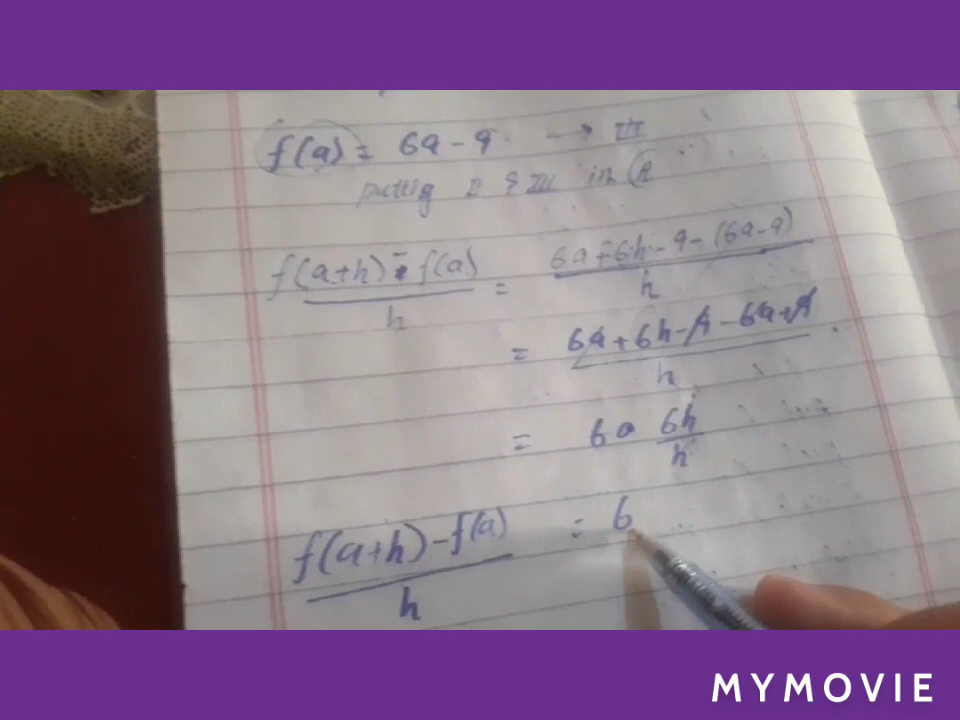 f(a) = 6a - 9 → III
putting II & III in A
f(a+h) - f(a) / h = 6a + 6h - 9 - (6a - 9) / h
= 6a + 6h - 9 - 6a + 9 / h
= 6h / h
f(a+h) - f(a) / h = 6
MYMOVIE